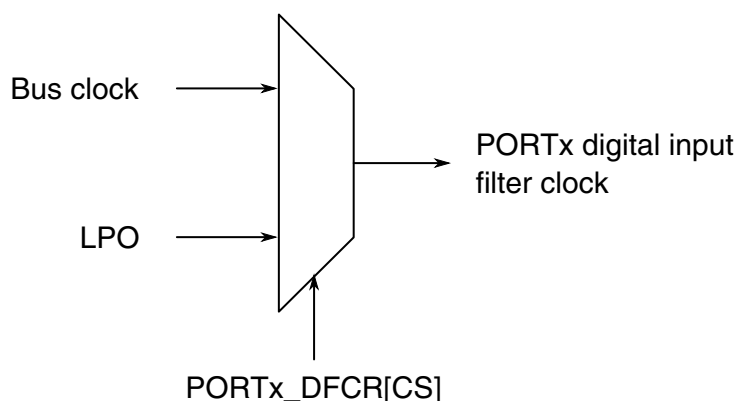 Bus clock
PORTx digital input
filter clock
LPO
PORTx_DFCR[CS]